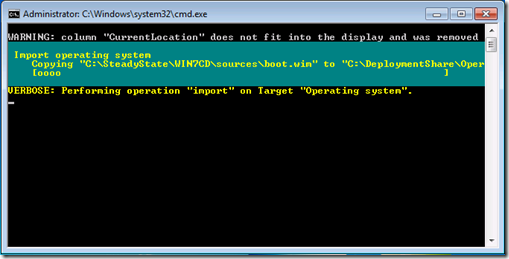 Administrator: C:\Windows\system32\cmd.exe
WARNING: column "CurrentLocation" does not fit into the display and was removed
Import operating system
Copying "C:\SteadyState\WIN7CD\sources\boot.wim" to "C:\DeploymentShare\Oper
[oooo ]
VERBOSE: Performing operation "import" on Target "Operating system".